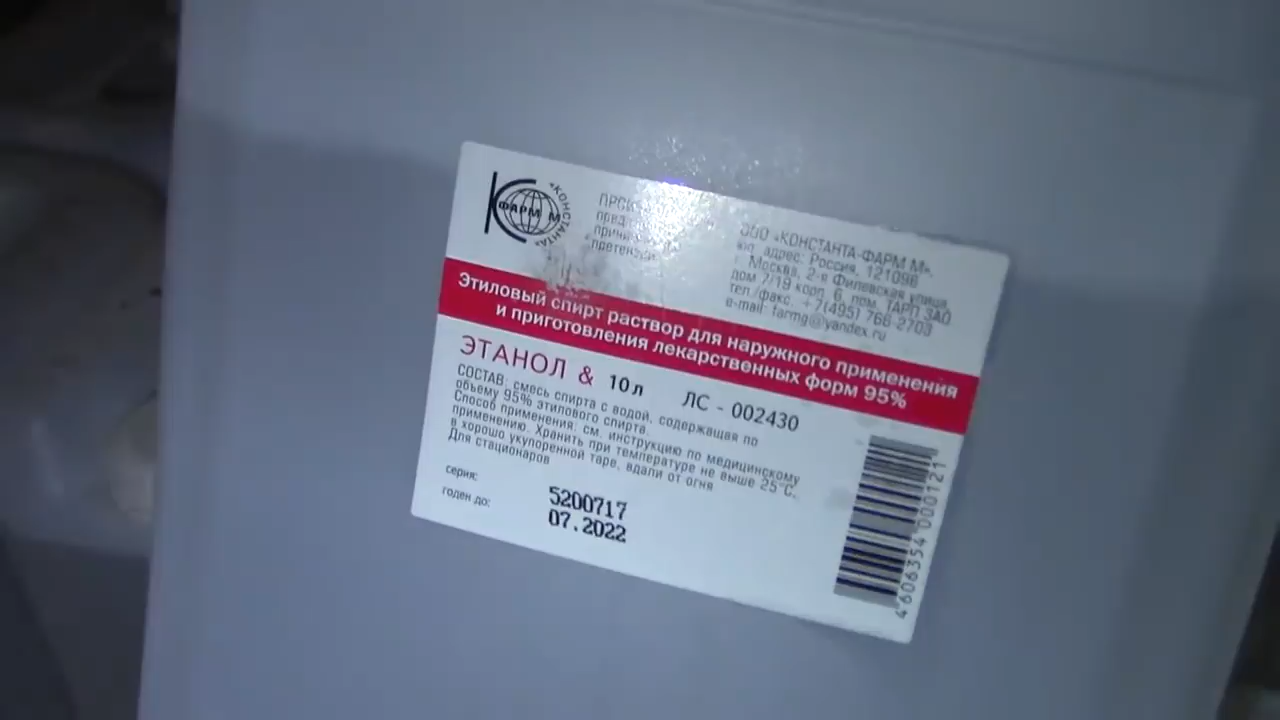 К
ФАРМ М
«КОНСТАНТА»
ООО «КОНСТАНТА-ФАРМ М»,
юр. адрес: Россия, 121096
г. Москва, 2-я Филевская улица,
дом 7/19 корп. 6, пом. ТАРП ЗАО
тел./факс. +7(495) 766-2703
e-mail: farmg@yandex.ru
Этиловый спирт раствор для наружного применения
и приготовления лекарственных форм 95%
ЭТАНОЛ & 10 л ЛС - 002430
СОСТАВ: смесь спирта с водой, содержащая по
объему 95% этилового спирта.
Способ применения: см. инструкцию по медицинскому
применению. Хранить при температуре не выше 25°С,
в хорошо укупоренной таре, вдали от огня
Для стационаров
серия: 5200717
годен до: 07.2022
4 606354 000121